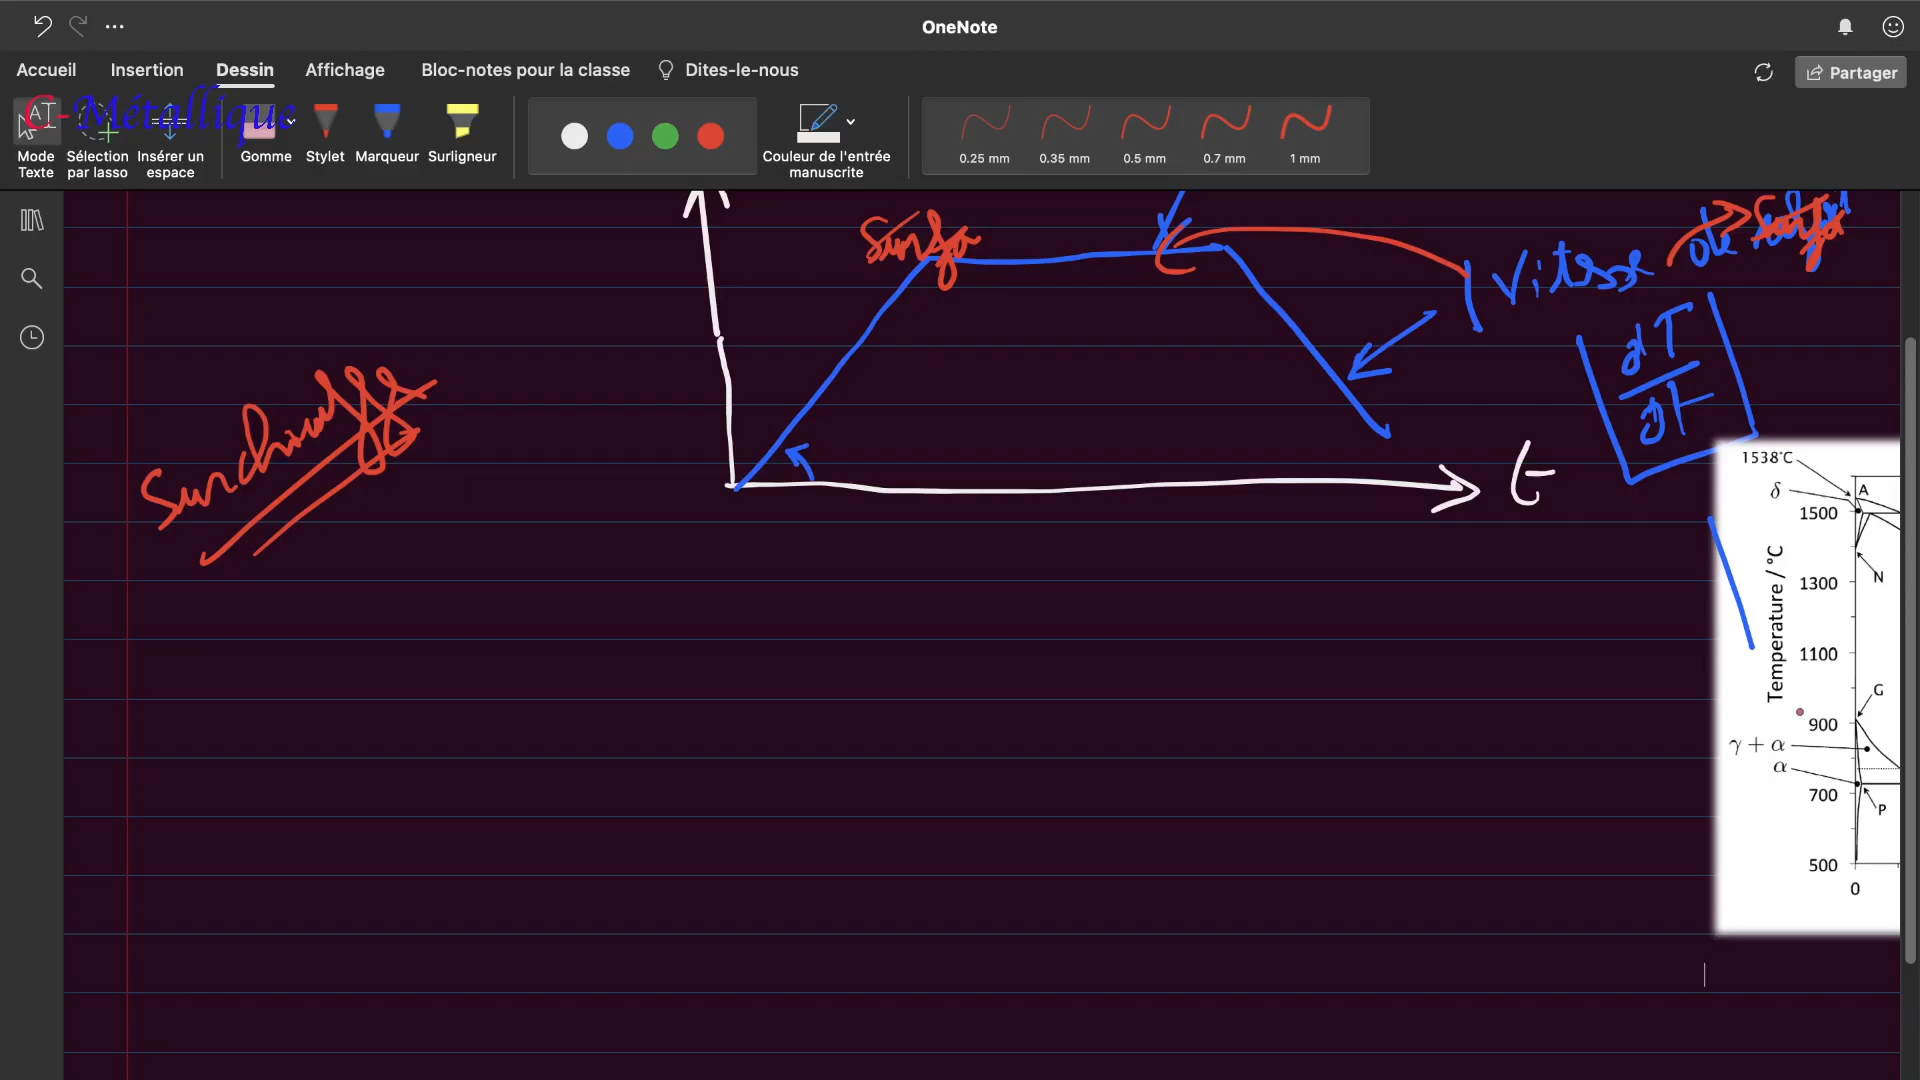 OneNote
Accueil Insertion Dessin Affichage Bloc-notes pour la classe Dites-le-nous
Partager
C- Métallique
Mode Texte
Sélection par lasso
Insérer un espace
Gomme
Stylet
Marqueur
Surligneur
Couleur de l'entrée manuscrite
0.25 mm 0.35 mm 0.5 mm 0.7 mm 1 mm
Vitesse de
dT
dt
t
Surchauffe
1538°C
A
δ
1500
N
1300
Temperature / °C
1100
G
900
γ + α
α
700
P
500
0